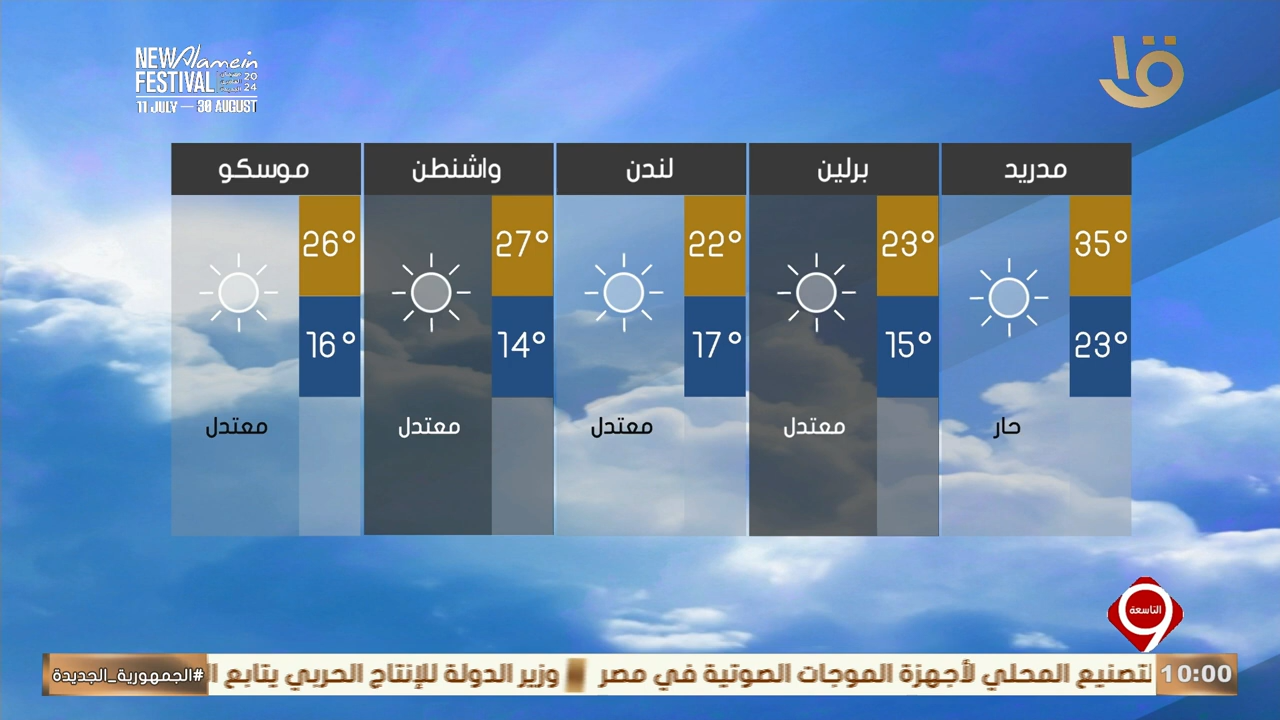 NEW Alamein
FESTIVAL 2024
11 JULY — 30 AUGUST
مدريد
35°
23°
حار
برلين
23°
15°
معتدل
لندن
22°
17°
معتدل
واشنطن
27°
14°
معتدل
موسكو
26°
16°
معتدل
التاسعة
9
10:00
لتصنيع المحلي لأجهزة الموجات الصوتية في مصر وزير الدولة للإنتاج الحربي يتابع ا
#الجمهورية_الجديدة